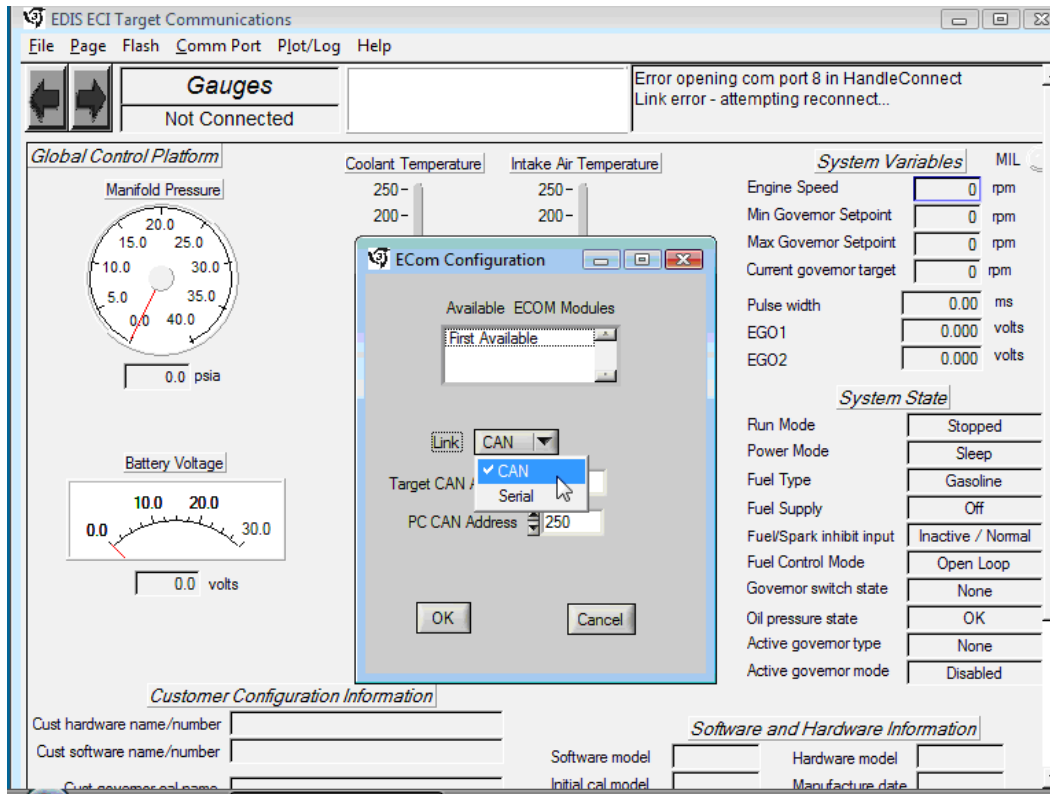 EDIS ECI Target Communications
File Page Flash Comm Port Plot/Log Help
Gauges
Not Connected
Error opening com port 8 in HandleConnect
Link error - attempting reconnect...
Global Control Platform
Manifold Pressure
20.0
15.0 25.0
10.0 30.0
5.0 35.0
0.0 40.0
0.0 psia
Battery Voltage
10.0 20.0
0.0 30.0
0.0 volts
Coolant Temperature
250
200
Intake Air Temperature
250
200
ECom Configuration
Available ECOM Modules
First Available
Link CAN
CAN
Serial
Target CAN
PC CAN Address 250
OK Cancel
System Variables MIL
Engine Speed 0 rpm
Min Governor Setpoint 0 rpm
Max Governor Setpoint 0 rpm
Current governor target 0 rpm
Pulse width 0.00 ms
EGO1 0.000 volts
EGO2 0.000 volts
System State
Run Mode Stopped
Power Mode Sleep
Fuel Type Gasoline
Fuel Supply Off
Fuel/Spark inhibit input Inactive / Normal
Fuel Control Mode Open Loop
Governor switch state None
Oil pressure state OK
Active governor type None
Active governor mode Disabled
Customer Configuration Information
Cust hardware name/number
Cust software name/number
Cust governor cal name
Software and Hardware Information
Software model Hardware model
Initial cal model Manufacture date